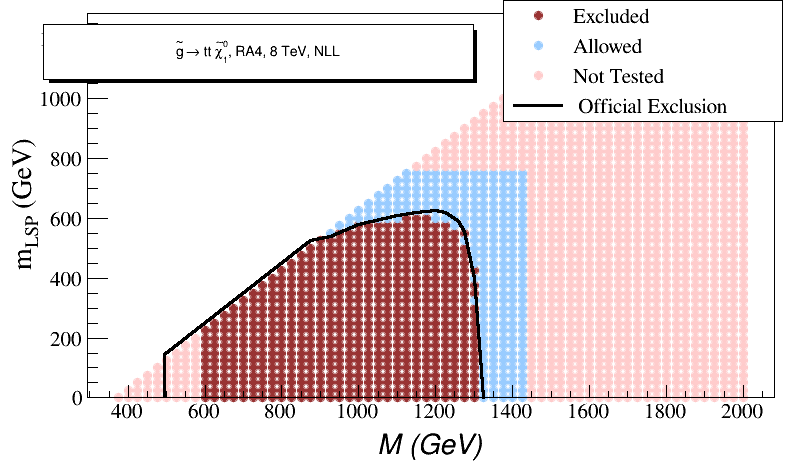 g̃ → tt χ̃⁰₁, RA4, 8 TeV, NLL
Excluded
Allowed
Not Tested
Official Exclusion
m_LSP (GeV)
1000
800
600
400
200
0
400 600 800 1000 1200 1400 1600 1800 2000
M (GeV)